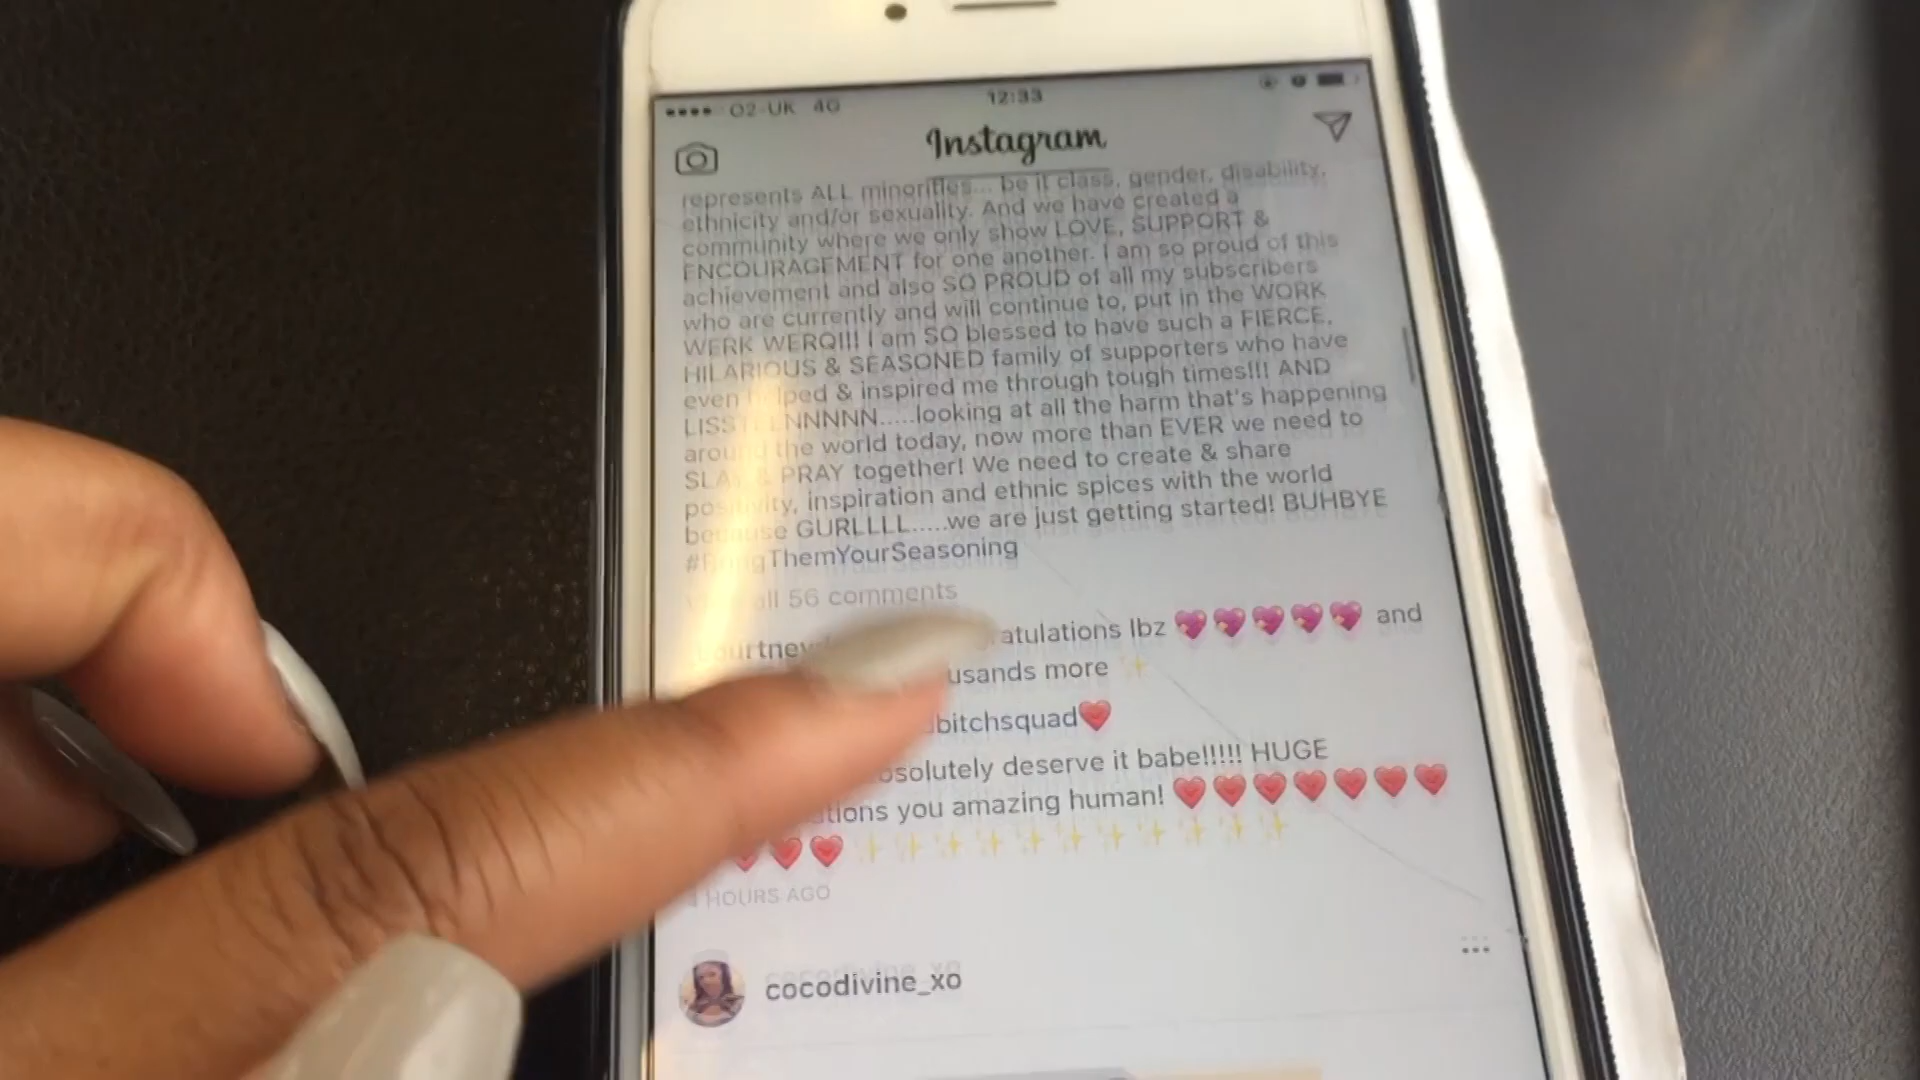 O2-UK 4G 12:33
Instagram
represents ALL minorities... be it class, gender, disability,
ethnicity and/or sexuality. And we have created a
community where we only show LOVE, SUPPORT &
ENCOURAGEMENT for one another. I am so proud of this
achievement and also SO PROUD of all my subscribers
who are currently and will continue to, put in the WORK
WERK WERQ!!! I am SO blessed to have such a FIERCE,
HILARIOUS & SEASONED family of supporters who have
even helped & inspired me through tough times!!! AND
looking at all the harm that's happening
around the world today, now more than EVER we need to
PRAY together! We need to create & share
positivity, inspiration and ethnic spices with the world
because GURLLLL.....we are just getting started! BUHBYE
#BringThemYourSeasoning
all 56 comments
ratulations lbz 💖💖💖💖💖 and
usands more ✨
bitchsquad❤️
bsolutely deserve it babe!!!!! HUGE
ations you amazing human! ❤️❤️❤️❤️❤️❤️❤️
❤️❤️❤️✨✨✨✨✨✨✨✨✨✨✨
HOURS AGO
cocodivine_xo